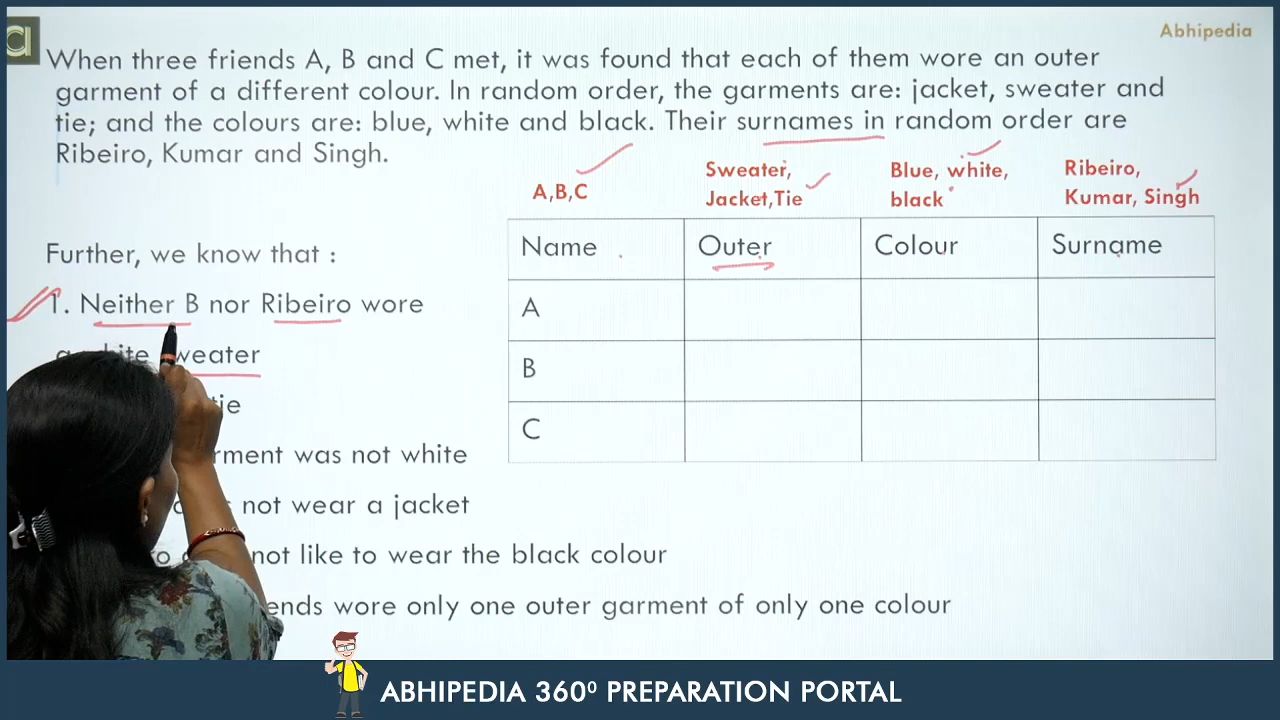 Abhipedia
a
When three friends A, B and C met, it was found that each of them wore an outer
garment of a different colour. In random order, the garments are: jacket, sweater and
tie; and the colours are: blue, white and black. Their surnames in random order are
Ribeiro, Kumar and Singh.
A,B,C
Sweater,
Jacket,Tie
Blue, white,
black
Ribeiro,
Kumar, Singh
Name Outer Colour Surname
A
B
C
Further, we know that :
1. Neither B nor Ribeiro wore
a white sweater
tie
was not white
not wear a jacket
not like to wear the black colour
wore only one outer garment of only one colour
ABHIPEDIA 360⁰ PREPARATION PORTAL